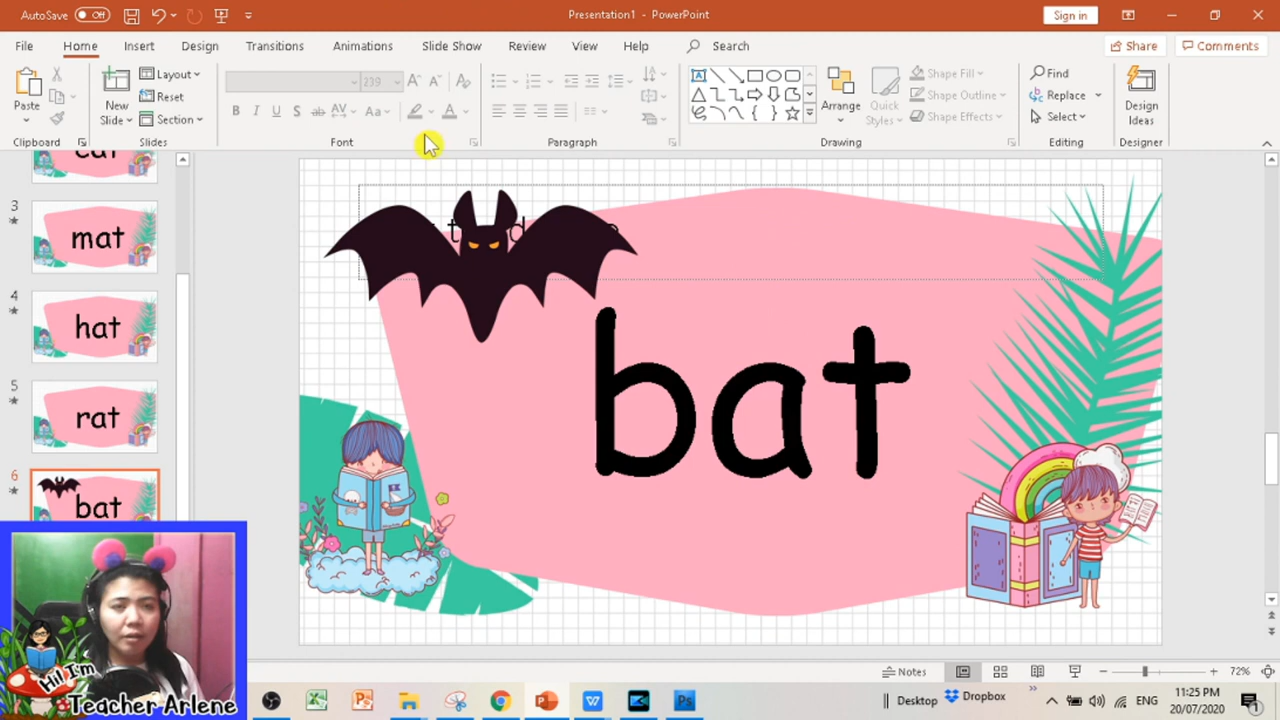 AutoSave Off
Presentation1 - PowerPoint
Sign in
File Home Insert Design Transitions Animations Slide Show Review View Help Search
Share Comments
Paste
Clipboard
New
Slide
Layout
Reset
Section
Slides
239
Font
Paragraph
Arrange
Quick
Styles
Shape Fill
Shape Outline
Shape Effects
Drawing
Find
Replace
Select
Editing
Design
Ideas
Designer
cat
3
mat
4
hat
5
rat
6
bat
bat
Hi! I'm
Teacher Arlene
Notes
72%
Desktop
Dropbox
ENG
11:25 PM
20/07/2020